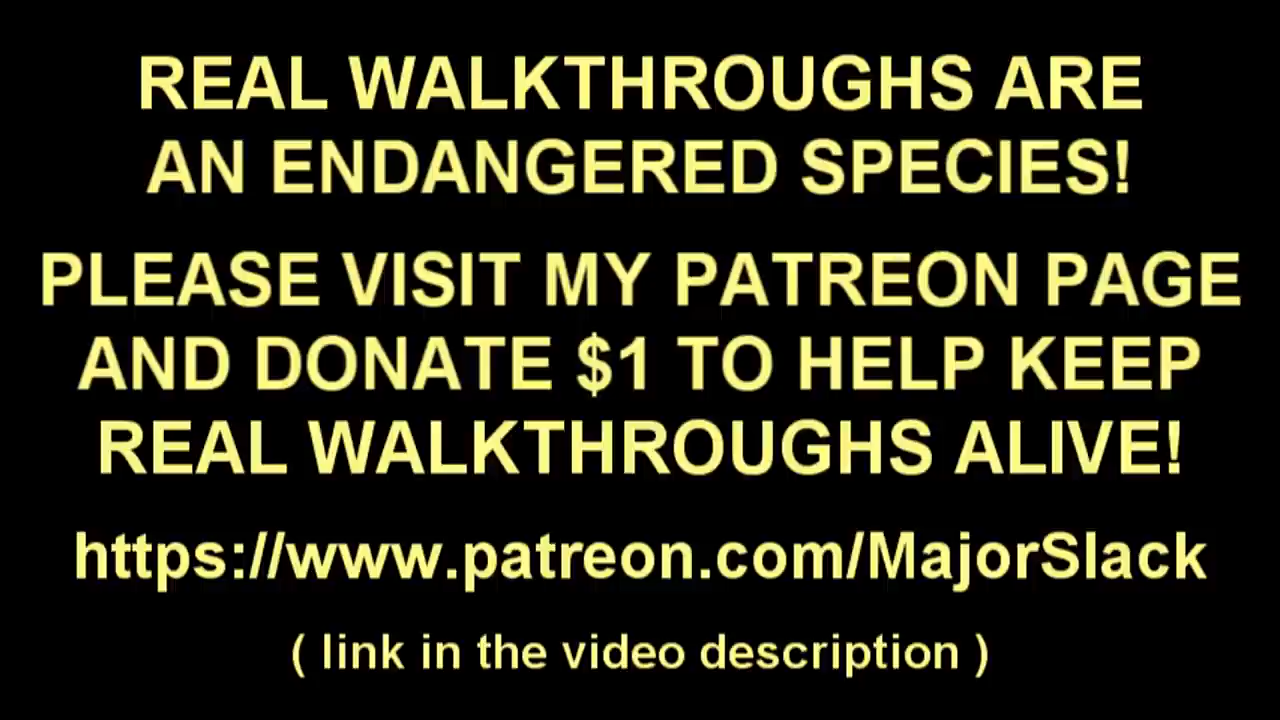 REAL WALKTHROUGHS ARE
AN ENDANGERED SPECIES!
PLEASE VISIT MY PATREON PAGE
AND DONATE $1 TO HELP KEEP
REAL WALKTHROUGHS ALIVE!
https://www.patreon.com/MajorSlack
( link in the video description )